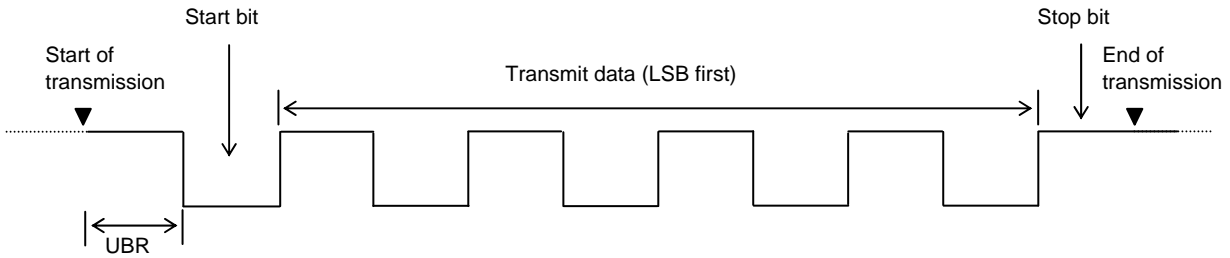 Start bit
Stop bit
Start of
transmission
Transmit data (LSB first)
End of
transmission
UBR